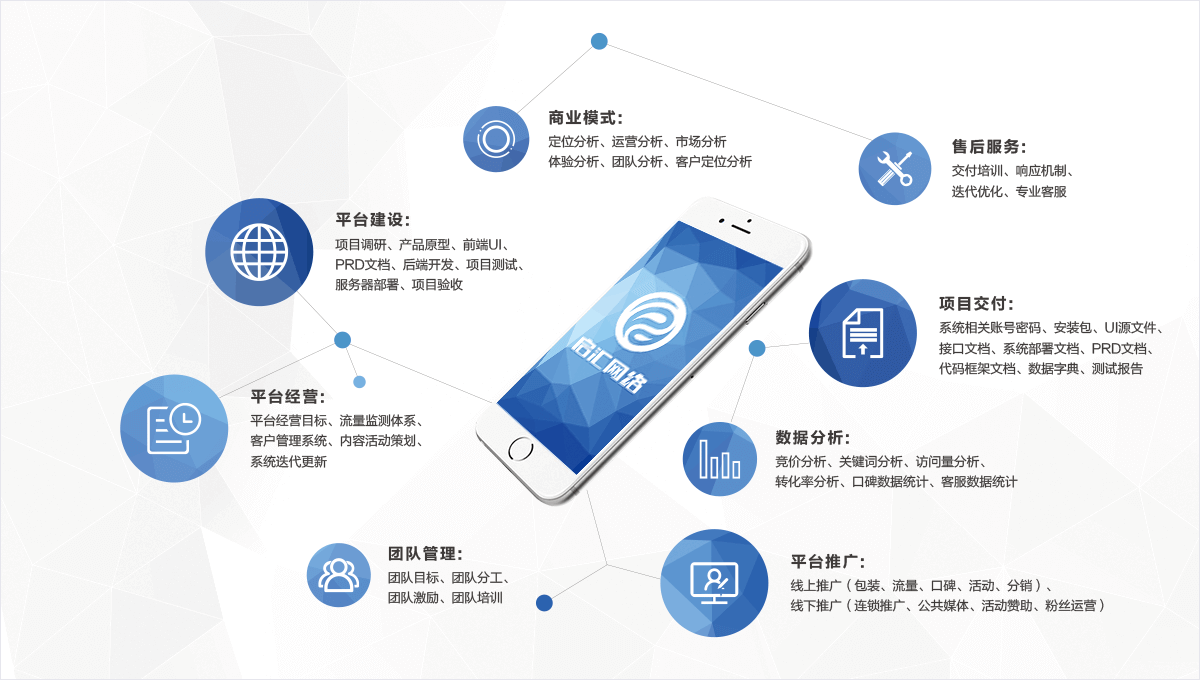 商业模式：
定位分析、运营分析、市场分析
体验分析、团队分析、客户定位分析
售后服务：
交付培训、响应机制、
迭代优化、专业客服
平台建设：
项目调研、产品原型、前端UI、
PRD文档、后端开发、项目测试、
服务器部署、项目验收
项目交付：
系统相关账号密码、安装包、UI源文件、
接口文档、系统部署文档、PRD文档、
代码框架文档、数据字典、测试报告
启汇网络
平台经营：
平台经营目标、流量监测体系、
客户管理系统、内容活动策划、
系统迭代更新
数据分析：
竞价分析、关键词分析、访问量分析、
转化率分析、口碑数据统计、客服数据统计
团队管理：
团队目标、团队分工、
团队激励、团队培训
平台推广：
线上推广（包装、流量、口碑、活动、分销）、
线下推广（连锁推广、公共媒体、活动赞助、粉丝运营）